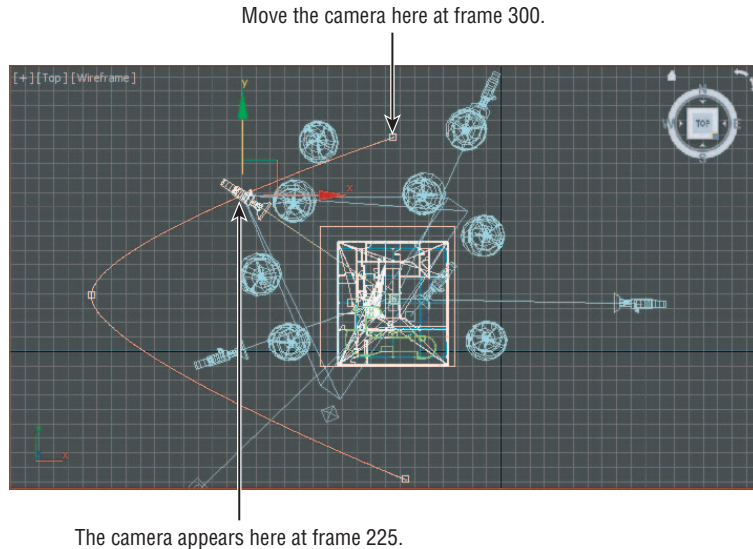 Move the camera here at frame 300.
[+][Top][Wireframe]
y
x
N
W
TOP
E
S
x
The camera appears here at frame 225.